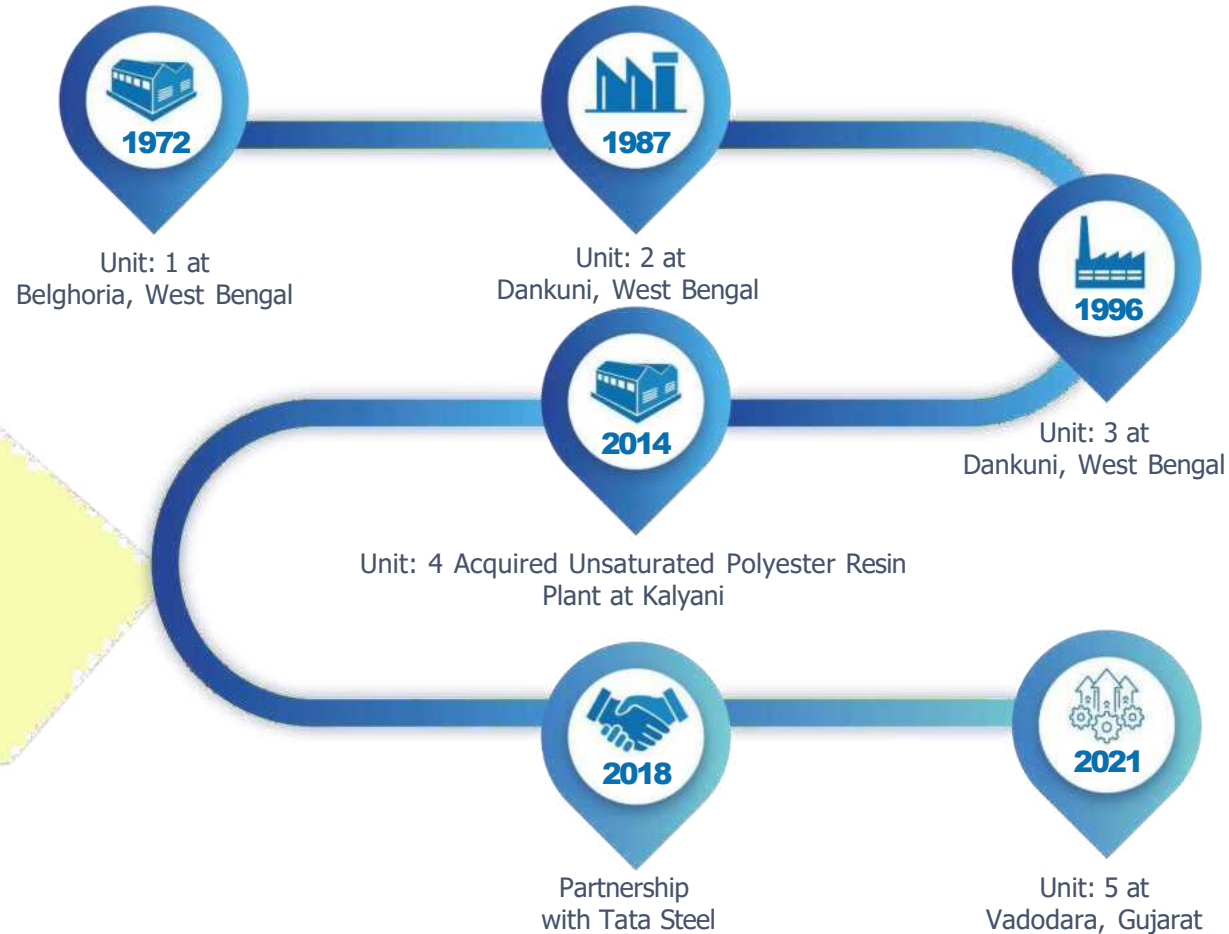 1972
Unit: 1 at
Belghoria, West Bengal
1987
Unit: 2 at
Dankuni, West Bengal
1996
Unit: 3 at
Dankuni, West Bengal
2014
Unit: 4 Acquired Unsaturated Polyester Resin
Plant at Kalyani
2018
Partnership
with Tata Steel
2021
Unit: 5 at
Vadodara, Gujarat